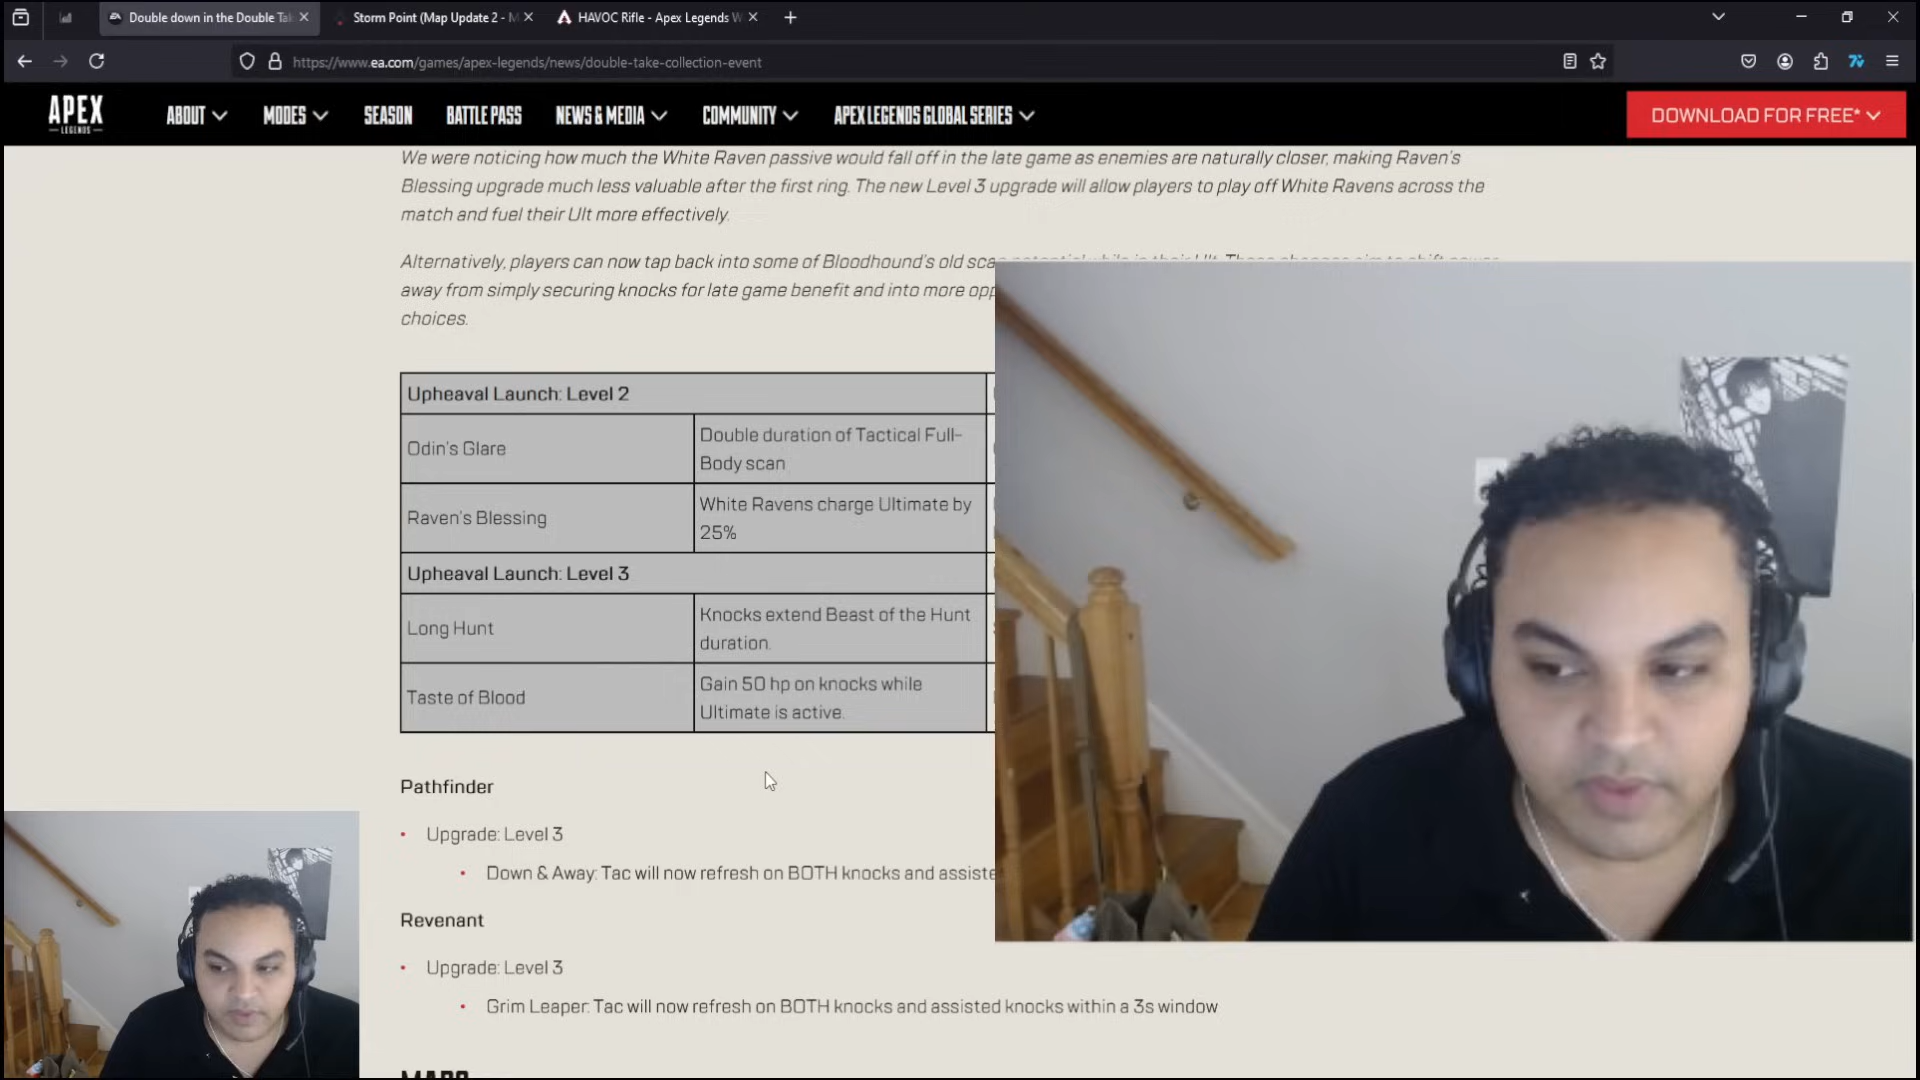 Double down in the Double Ta
Storm Point (Map Update 2 - M
HAVOC Rifle - Apex Legends W
https://www.ea.com/games/apex-legends/news/double-take-collection-event
APEX
LEGENDS
ABOUT
MODES
SEASON
BATTLE PASS
NEWS & MEDIA
COMMUNITY
APEX LEGENDS GLOBAL SERIES
DOWNLOAD FOR FREE*
We were noticing how much the White Raven passive would fall off in the late game as enemies are naturally closer, making Raven's
Blessing upgrade much less valuable after the first ring. The new Level 3 upgrade will allow players to play off White Ravens across the
match and fuel their Ult more effectively.
Alternatively, players can now tap back into some of Bloodhound's old
away from simply securing knocks for late game benefit and into more
choices.
Upheaval Launch: Level 2
Odin's Glare
Double duration of Tactical Full-
Body scan
Raven's Blessing
White Ravens charge Ultimate by
25%
Upheaval Launch: Level 3
Long Hunt
Knocks extend Beast of the Hunt
duration.
Taste of Blood
Gain 50 hp on knocks while
Ultimate is active.
Pathfinder
• Upgrade: Level 3
• Down & Away: Tac will now refresh on BOTH knocks and assiste
Revenant
• Upgrade: Level 3
• Grim Leaper: Tac will now refresh on BOTH knocks and assisted knocks within a 3s window
MAPS